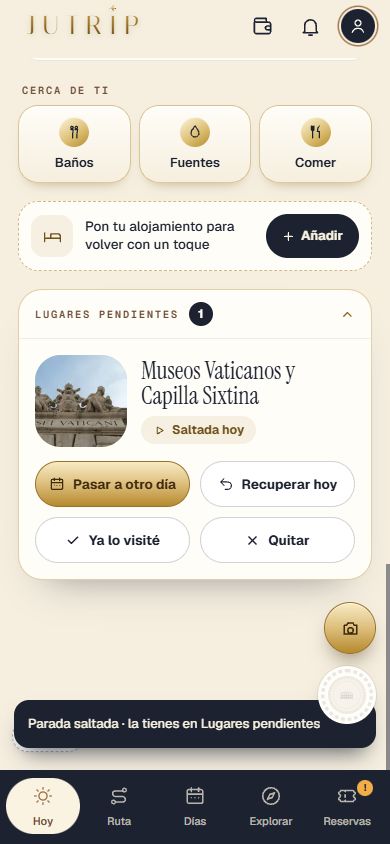 JUTRIP
CERCA DE TI
Baños
Fuentes
Comer
Pon tu alojamiento para
volver con un toque
+ Añadir
LUGARES PENDIENTES 1
Museos Vaticanos y
Capilla Sixtina
Saltada hoy
Pasar a otro día
Recuperar hoy
Ya lo visité
Quitar
Parada saltada · la tienes en Lugares pendientes
Hoy
Ruta
Días
Explorar
!
Reservas